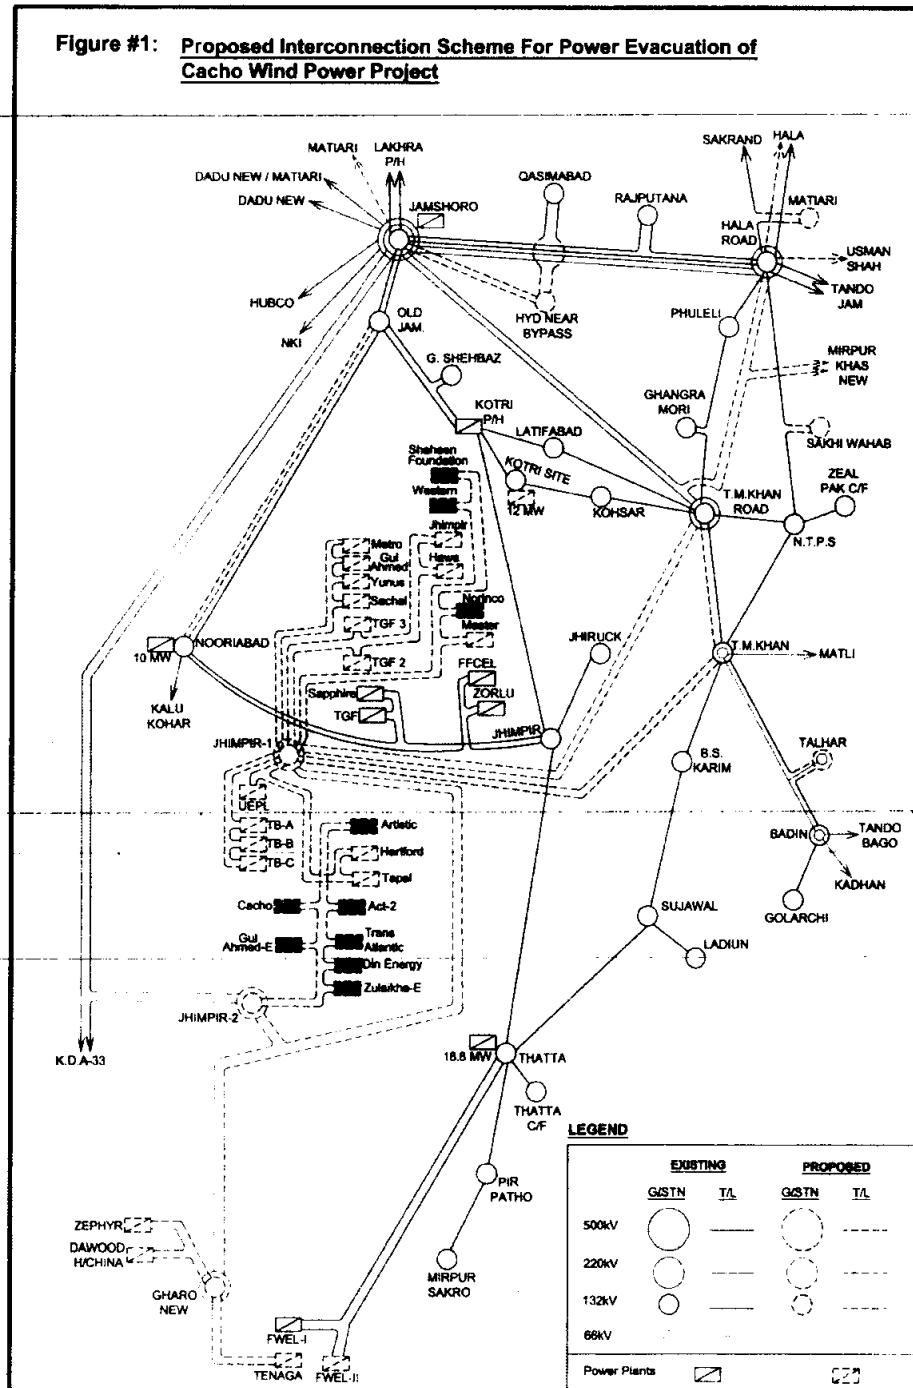 Figure #1: Proposed Interconnection Scheme For Power Evacuation of
Cacho Wind Power Project
MATIARI
LAKHRA
P/H
SAKRAND
HALA
DADU NEW / MATIARI
DADU NEW
JAMSHORO
QASIMABAD
RAJPUTANA
MATIARI
HALA
ROAD
USMAN
SHAH
TANDO
JAM
HUBCO
NKI
OLD
JAM.
HYD NEAR
BYPASS
PHULELI
MIRPUR
KHAS
NEW
G. SHEHBAZ
GHANGRA
MORI
KOTRI
P/H
LATIFABAD
SAKHI WAHAB
Shaheen
Foundation
KOTRI SITE
ZEAL
PAK C/F
Western
12 MW
KOHSAR
T.M.KHAN
ROAD
N.T.P.S
Jhimpir
Metro
Gul
Ahmed
Hawa
Yunus
Sachal
Norinco
TGF 3
Master
NOORIABAD
10 MW
JHIRUCK
T.M.KHAN
MATLI
TGF 2
FFCEL
KALU
KOHAR
Sapphire
ZORLU
TGF
JHIMPIR
JHIMPIR-1
B.S.
KARIM
TALHAR
UEPL
TB-A
Artistic
TB-B
TB-C
Hartford
BADIN
TANDO
BAGO
Tapal
KADHAN
Cacho
Act-2
GOLARCHI
SUJAWAL
Gul
Ahmed-E
Trans
Atlantic
LADIUN
Din Energy
Zulaikha-E
JHIMPIR-2
K.D.A-33
18.8 MW
THATTA
THATTA
C/F
PIR
PATHO
ZEPHYR
DAWOOD
H/CHINA
GHARO
NEW
MIRPUR
SAKRO
FWEL-I
TENAGA
FWEL-II
LEGEND
EXISTING PROPOSED
G/STN T/L G/STN T/L
500kV
220kV
132kV
66kV
Power Plants